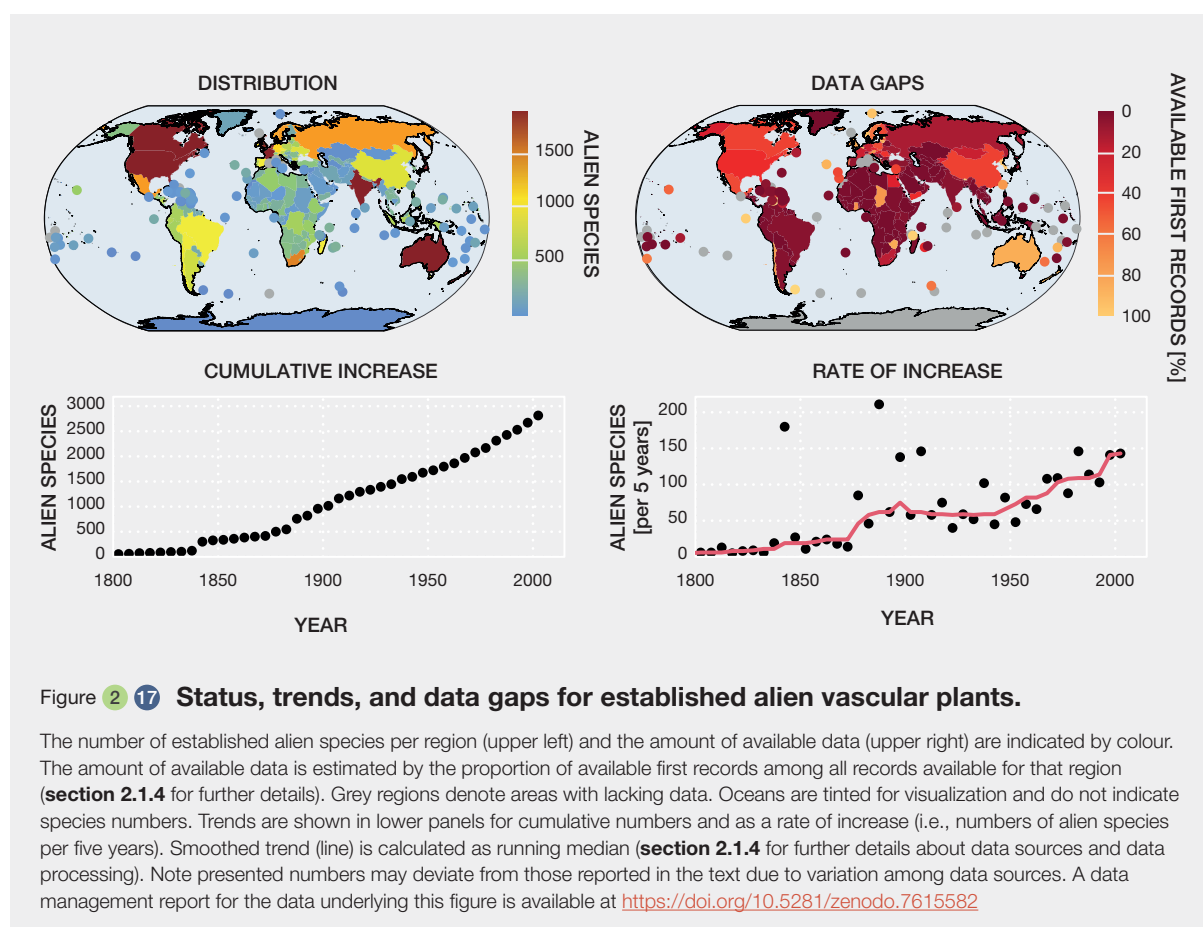 DISTRIBUTION
1500
1000
500
ALIEN SPECIES
DATA GAPS
0
20
40
60
80
100
AVAILABLE FIRST RECORDS [%]
CUMULATIVE INCREASE
ALIEN SPECIES
3000
2500
2000
1500
1000
500
0
1800 1850 1900 1950 2000
YEAR
RATE OF INCREASE
ALIEN SPECIES
[per 5 years]
200
150
100
50
0
1800 1850 1900 1950 2000
YEAR
Figure 2 17 Status, trends, and data gaps for established alien vascular plants.
The number of established alien species per region (upper left) and the amount of available data (upper right) are indicated by colour.
The amount of available data is estimated by the proportion of available first records among all records available for that region
(section 2.1.4 for further details). Grey regions denote areas with lacking data. Oceans are tinted for visualization and do not indicate
species numbers. Trends are shown in lower panels for cumulative numbers and as a rate of increase (i.e., numbers of alien species
per five years). Smoothed trend (line) is calculated as running median (section 2.1.4 for further details about data sources and data
processing). Note presented numbers may deviate from those reported in the text due to variation among data sources. A data
management report for the data underlying this figure is available at https://doi.org/10.5281/zenodo.7615582